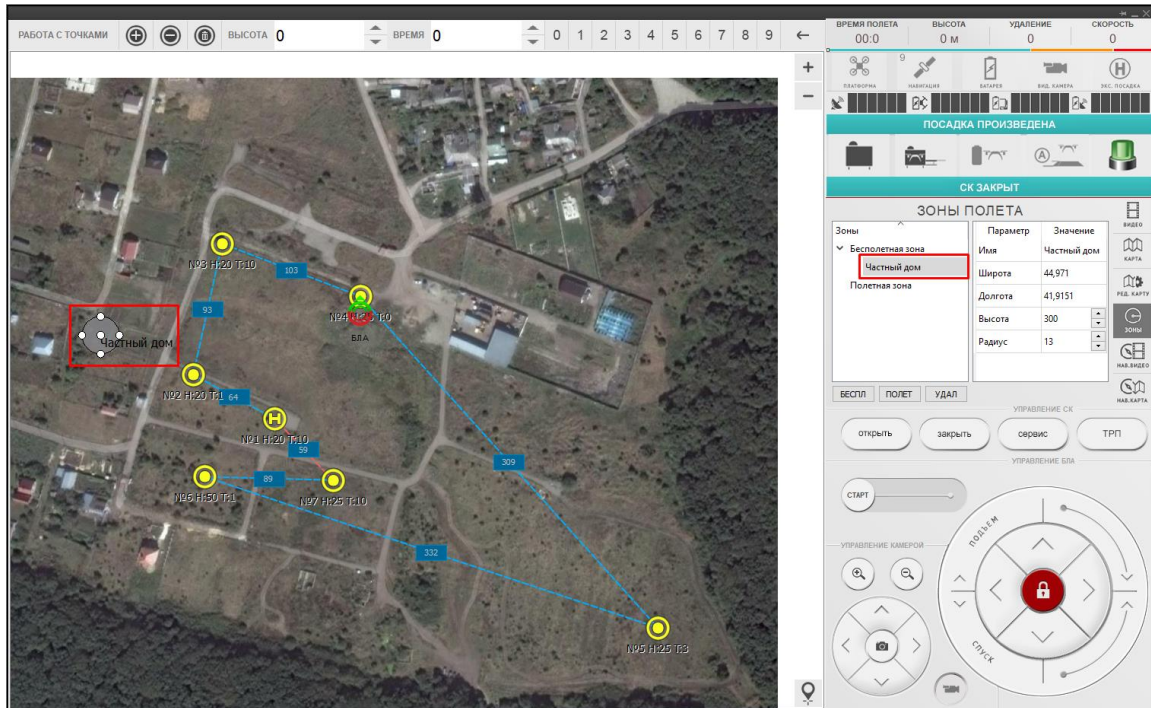 РАБОТА С ТОЧКАМИ ВЫСОТА 0 ВРЕМЯ 0 0 1 2 3 4 5 6 7 8 9
ВРЕМЯ ПОЛЕТА ВЫСОТА УДАЛЕНИЕ СКОРОСТЬ
00:0 0 м 0 0
9
ПЛАТФОРМА НАВИГАЦИЯ БАТАРЕЯ ВИД. КАМЕРА ЭКС. ПОСАДКА
H
ПОСАДКА ПРОИЗВЕДЕНА
A
СК ЗАКРЫТ
ЗОНЫ ПОЛЕТА
Зоны
Бесполетная зона
Частный дом
Полетная зона
Параметр Значение
Имя Частный дом
Широта 44,971
Долгота 41,9151
Высота 300
Радиус 13
ВИДЕО
КАРТА
РЕД. КАРТУ
ЗОНЫ
НАВ.ВИДЕО
НАВ.КАРТА
БЕСПЛ ПОЛЕТ УДАЛ
УПРАВЛЕНИЕ СК
открыть закрыть сервис ТРП
УПРАВЛЕНИЕ БЛА
СТАРТ
УПРАВЛЕНИЕ КАМЕРОЙ
ПОДЪЕМ
СПУСК
№3 H:20 T:10
103
93
БЛА
Частный дом
№2 H:20 T:1
64
H
№1 H:20 T:10
59
309
89
№6 H:50 T:1
№7 H:25 T:10
332
№5 H:25 T:3